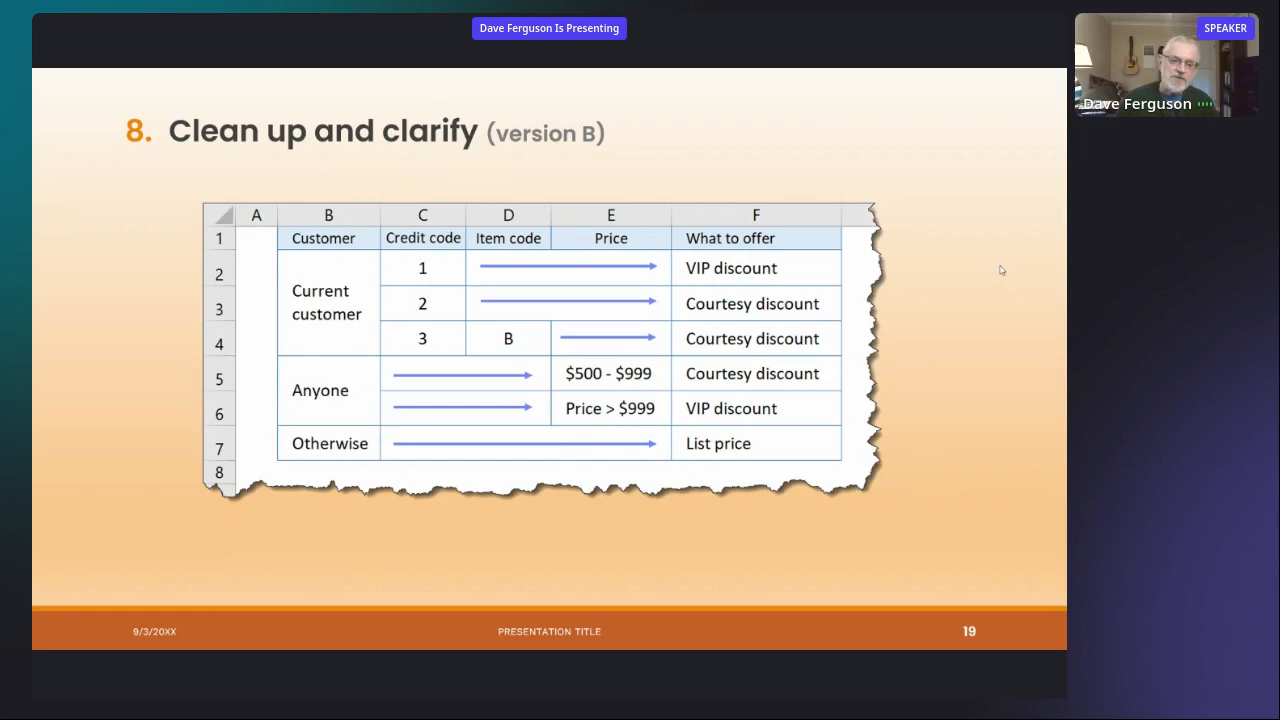 Dave Ferguson Is Presenting
SPEAKER
Dave Ferguson
8. Clean up and clarify (version B)
A B C D E F
1 Customer Credit code Item code Price What to offer
2 1 VIP discount
Current
customer
3 2 Courtesy discount
4 3 B Courtesy discount
5 $500 - $999 Courtesy discount
Anyone
6 Price > $999 VIP discount
7 Otherwise List price
8
9/3/20XX PRESENTATION TITLE 19